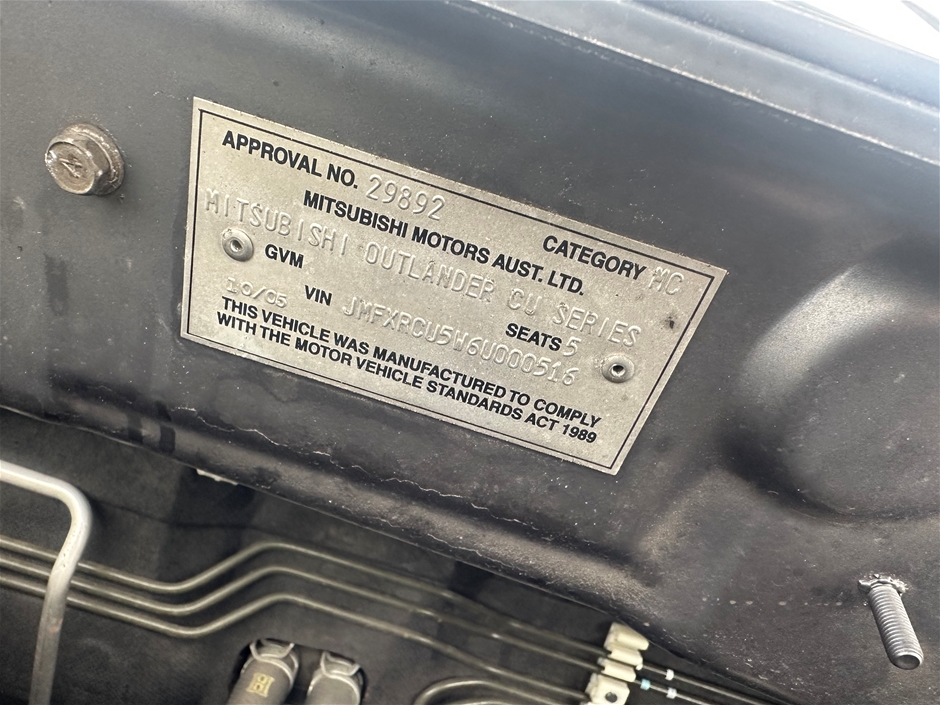 APPROVAL NO. 29892 CATEGORY MC
MITSUBISHI MOTORS AUST. LTD.
MITSUBISHI OUTLANDER CU SERIES
GVM SEATS 5
10/05 VIN JMFXRCU5W6U000516
THIS VEHICLE WAS MANUFACTURED TO COMPLY
WITH THE MOTOR VEHICLE STANDARDS ACT 1989
4